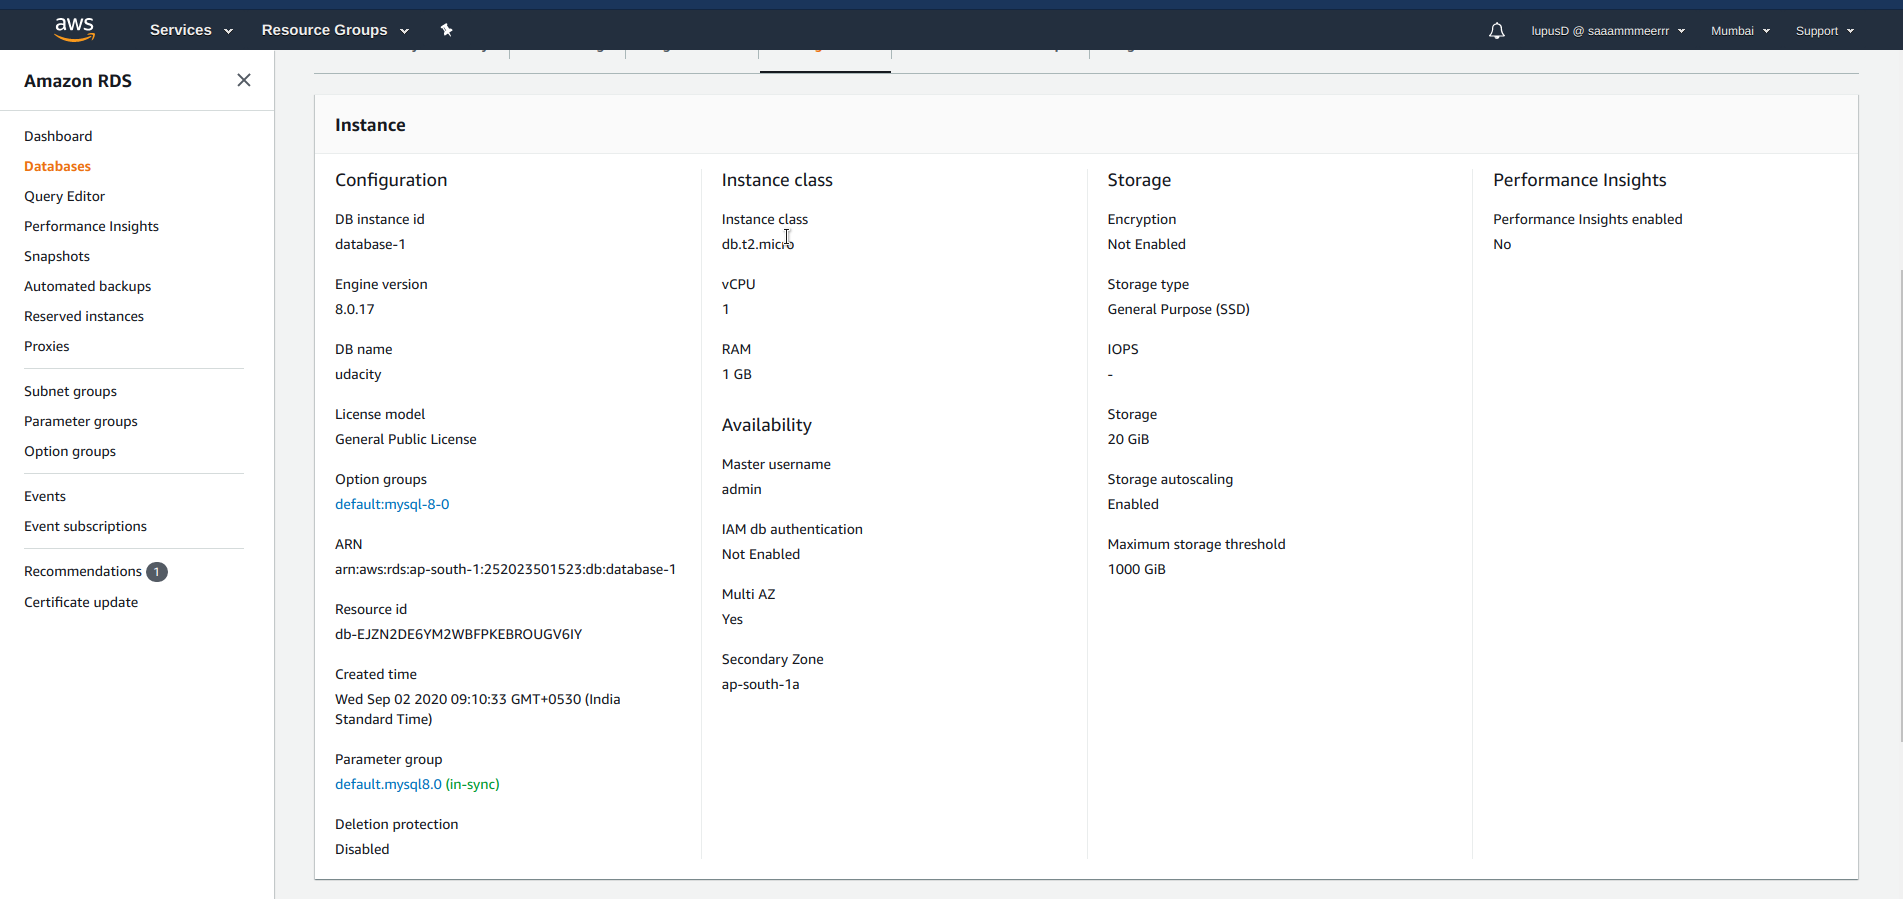 aws
Services
Resource Groups
lupusD @ saaammmeerrr
Mumbai
Support
Amazon RDS
Dashboard
Databases
Query Editor
Performance Insights
Snapshots
Automated backups
Reserved instances
Proxies
Subnet groups
Parameter groups
Option groups
Events
Event subscriptions
Recommendations 1
Certificate update
Instance
Configuration
DB instance id
database-1
Engine version
8.0.17
DB name
udacity
License model
General Public License
Option groups
default:mysql-8-0
ARN
arn:aws:rds:ap-south-1:252023501523:db:database-1
Resource id
db-EJZN2DE6YM2WBFPKEBROUGV6IY
Created time
Wed Sep 02 2020 09:10:33 GMT+0530 (India
Standard Time)
Parameter group
default.mysql8.0 (in-sync)
Deletion protection
Disabled
Instance class
Instance class
db.t2.micro
vCPU
1
RAM
1 GB
Availability
Master username
admin
IAM db authentication
Not Enabled
Multi AZ
Yes
Secondary Zone
ap-south-1a
Storage
Encryption
Not Enabled
Storage type
General Purpose (SSD)
IOPS
-
Storage
20 GiB
Storage autoscaling
Enabled
Maximum storage threshold
1000 GiB
Performance Insights
Performance Insights enabled
No